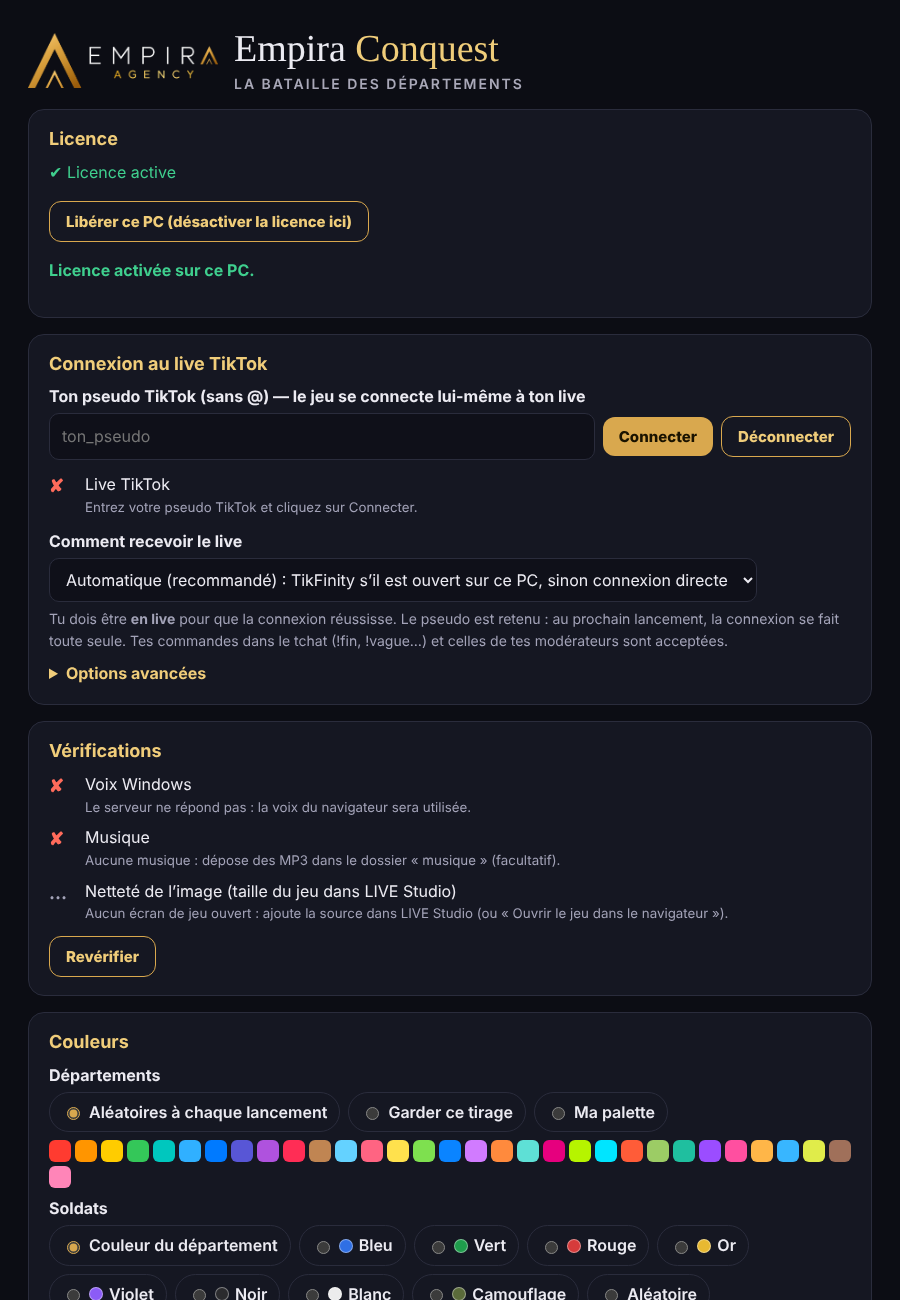 EMPIRA
AGENCY
Empira Conquest
LA BATAILLE DES DÉPARTEMENTS
Licence
✔ Licence active
Libérer ce PC (désactiver la licence ici)
Licence activée sur ce PC.
Connexion au live TikTok
Ton pseudo TikTok (sans @) — le jeu se connecte lui-même à ton live
ton_pseudo
Connecter
Déconnecter
✘ Live TikTok
Entrez votre pseudo TikTok et cliquez sur Connecter.
Comment recevoir le live
Automatique (recommandé) : TikFinity s’il est ouvert sur ce PC, sinon connexion directe
Tu dois être en live pour que la connexion réussisse. Le pseudo est retenu : au prochain lancement, la connexion se fait
toute seule. Tes commandes dans le tchat (!fin, !vague…) et celles de tes modérateurs sont acceptées.
▶ Options avancées
Vérifications
✘ Voix Windows
Le serveur ne répond pas : la voix du navigateur sera utilisée.
✘ Musique
Aucune musique : dépose des MP3 dans le dossier « musique » (facultatif).
… Netteté de l’image (taille du jeu dans LIVE Studio)
Aucun écran de jeu ouvert : ajoute la source dans LIVE Studio (ou « Ouvrir le jeu dans le navigateur »).
Revérifier
Couleurs
Départements
Aléatoires à chaque lancement
Garder ce tirage
Ma palette
Soldats
Couleur du département
Bleu
Vert
Rouge
Or
Violet
Noir
Blanc
Camouflage
Aléatoire